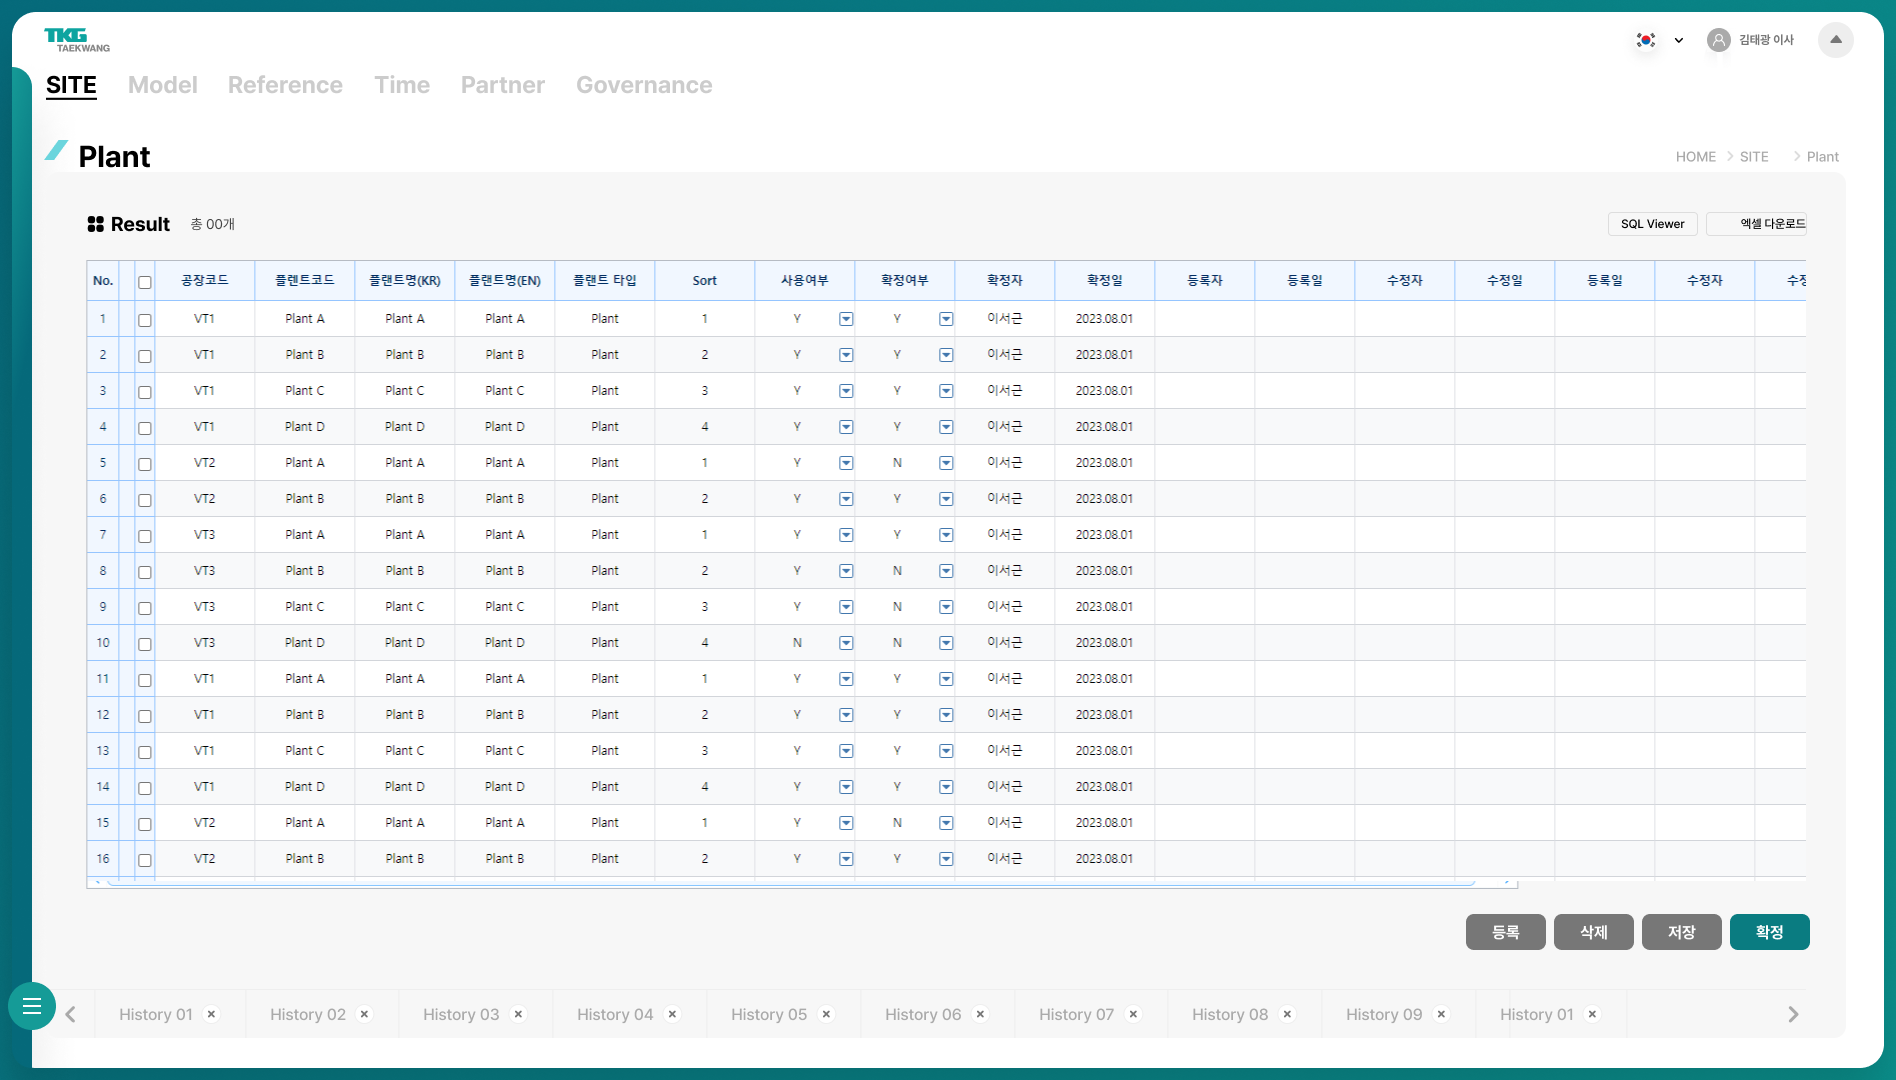 TKG
TAEKWANG
김태광 이사
SITE Model Reference Time Partner Governance
Plant
HOME SITE Plant
Result 총 00개
SQL Viewer 엑셀 다운로드
No. 공장코드 플렌트코드 플랜트명(KR) 플랜트명(EN) 플랜트 타입 Sort 사용여부 확정여부 확정자 확정일 등록자 등록일 수정자 수정일 등록일 수정자
1 VT1 Plant A Plant A Plant A Plant 1 Y Y 이서근 2023.08.01
2 VT1 Plant B Plant B Plant B Plant 2 Y Y 이서근 2023.08.01
3 VT1 Plant C Plant C Plant C Plant 3 Y Y 이서근 2023.08.01
4 VT1 Plant D Plant D Plant D Plant 4 Y Y 이서근 2023.08.01
5 VT2 Plant A Plant A Plant A Plant 1 Y N 이서근 2023.08.01
6 VT2 Plant B Plant B Plant B Plant 2 Y Y 이서근 2023.08.01
7 VT3 Plant A Plant A Plant A Plant 1 Y Y 이서근 2023.08.01
8 VT3 Plant B Plant B Plant B Plant 2 Y N 이서근 2023.08.01
9 VT3 Plant C Plant C Plant C Plant 3 Y N 이서근 2023.08.01
10 VT3 Plant D Plant D Plant D Plant 4 N N 이서근 2023.08.01
11 VT1 Plant A Plant A Plant A Plant 1 Y Y 이서근 2023.08.01
12 VT1 Plant B Plant B Plant B Plant 2 Y Y 이서근 2023.08.01
13 VT1 Plant C Plant C Plant C Plant 3 Y Y 이서근 2023.08.01
14 VT1 Plant D Plant D Plant D Plant 4 Y Y 이서근 2023.08.01
15 VT2 Plant A Plant A Plant A Plant 1 Y N 이서근 2023.08.01
16 VT2 Plant B Plant B Plant B Plant 2 Y Y 이서근 2023.08.01
등록 삭제 저장 확정
History 01 History 02 History 03 History 04 History 05 History 06 History 07 History 08 History 09 History 01